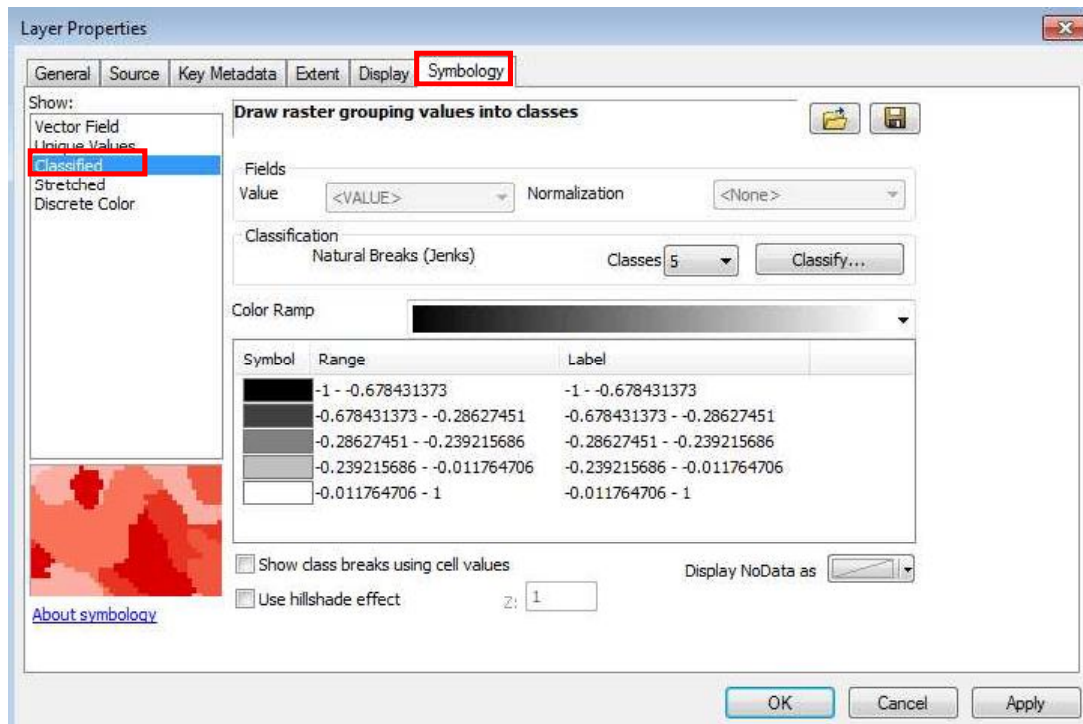 Layer Properties
General Source Key Metadata Extent Display Symbology
Show:
Vector Field
Unique Values
Classified
Stretched
Discrete Color
Draw raster grouping values into classes
Fields
Value <VALUE> Normalization <None>
Classification
Natural Breaks (Jenks) Classes 5 Classify...
Color Ramp
Symbol Range Label
-1 - -0.678431373 -1 - -0.678431373
-0.678431373 - -0.28627451 -0.678431373 - -0.28627451
-0.28627451 - -0.239215686 -0.28627451 - -0.239215686
-0.239215686 - -0.011764706 -0.239215686 - -0.011764706
-0.011764706 - 1 -0.011764706 - 1
Show class breaks using cell values Display NoData as
Use hillshade effect Z: 1
About symbology
OK Cancel Apply